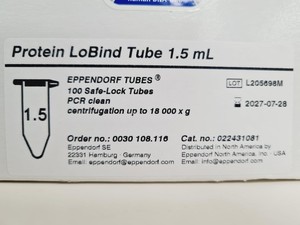 Protein LoBind Tube 1.5 mL
EPPENDORF TUBES®
100 Safe-Lock Tubes
PCR clean
centrifugation up to 18 000 x g
LOT L205698M
2027-07-28
1.5
Order no.: 0030 108.116
Eppendorf SE
22331 Hamburg · Germany
Email: eppendorf@eppendorf.com
Cat. no.: 022431081
Distributed in North America by
Eppendorf North America, Inc. · USA
Email: info@eppendorf.com